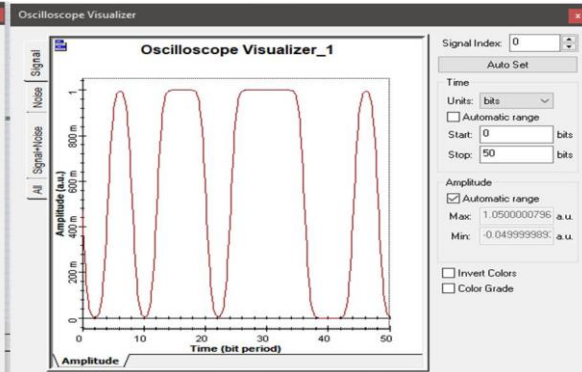 Oscilloscope Visualizer
Oscilloscope Visualizer_1
Signal
Noise
Signal+Noise
All
Amplitude (a.u.)
1
800 m
600 m
400 m
200 m
0
0 10 20 30 40 50
Time (bit period)
Amplitude
Signal Index: 0
Auto Set
Time
Units: bits
Automatic range
Start: 0 bits
Stop: 50 bits
Amplitude
Automatic range
Max: 1.0500000796 a.u.
Min: a.u.
Invert Colors
Color Grade